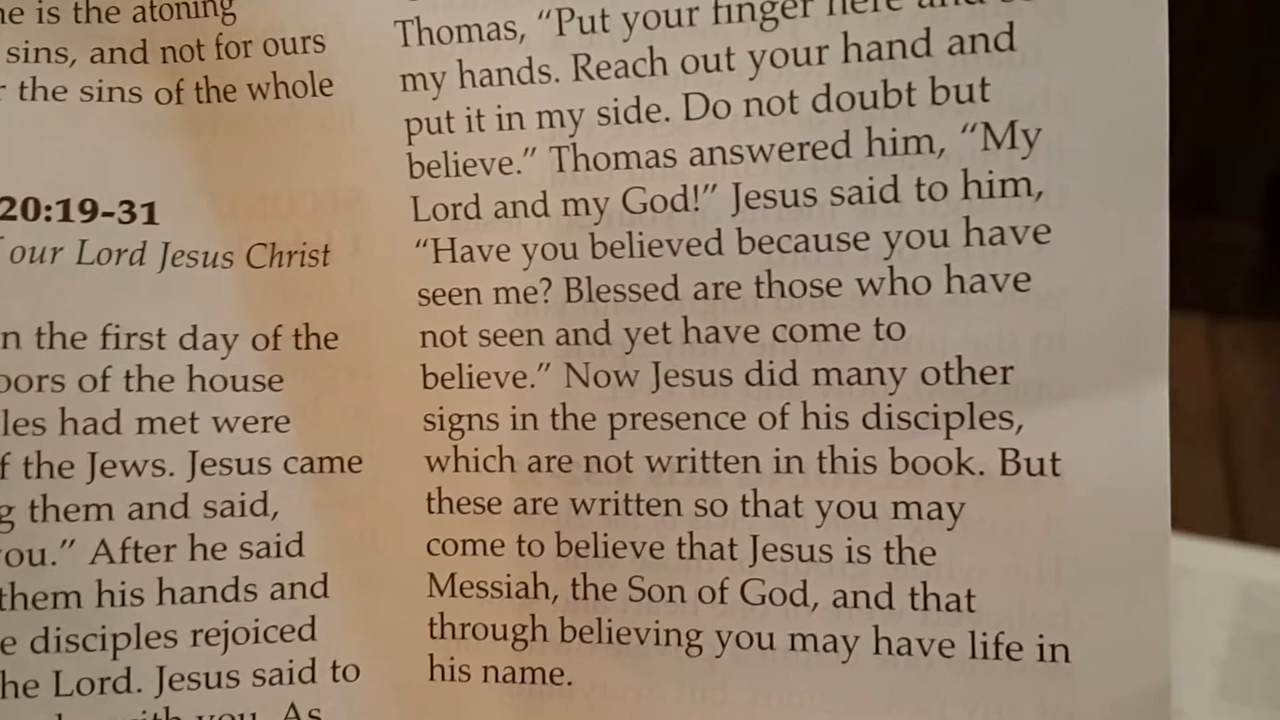 ne is the atoning
sins, and not for ours
the sins of the whole
20:19-31
our Lord Jesus Christ
n the first day of the
oors of the house
les had met were
f the Jews. Jesus came
g them and said,
ou.” After he said
them his hands and
e disciples rejoiced
he Lord. Jesus said to
with you. As
Thomas, “Put your finger here and
my hands. Reach out your hand and
put it in my side. Do not doubt but
believe.” Thomas answered him, “My
Lord and my God!” Jesus said to him,
“Have you believed because you have
seen me? Blessed are those who have
not seen and yet have come to
believe.” Now Jesus did many other
signs in the presence of his disciples,
which are not written in this book. But
these are written so that you may
come to believe that Jesus is the
Messiah, the Son of God, and that
through believing you may have life in
his name.